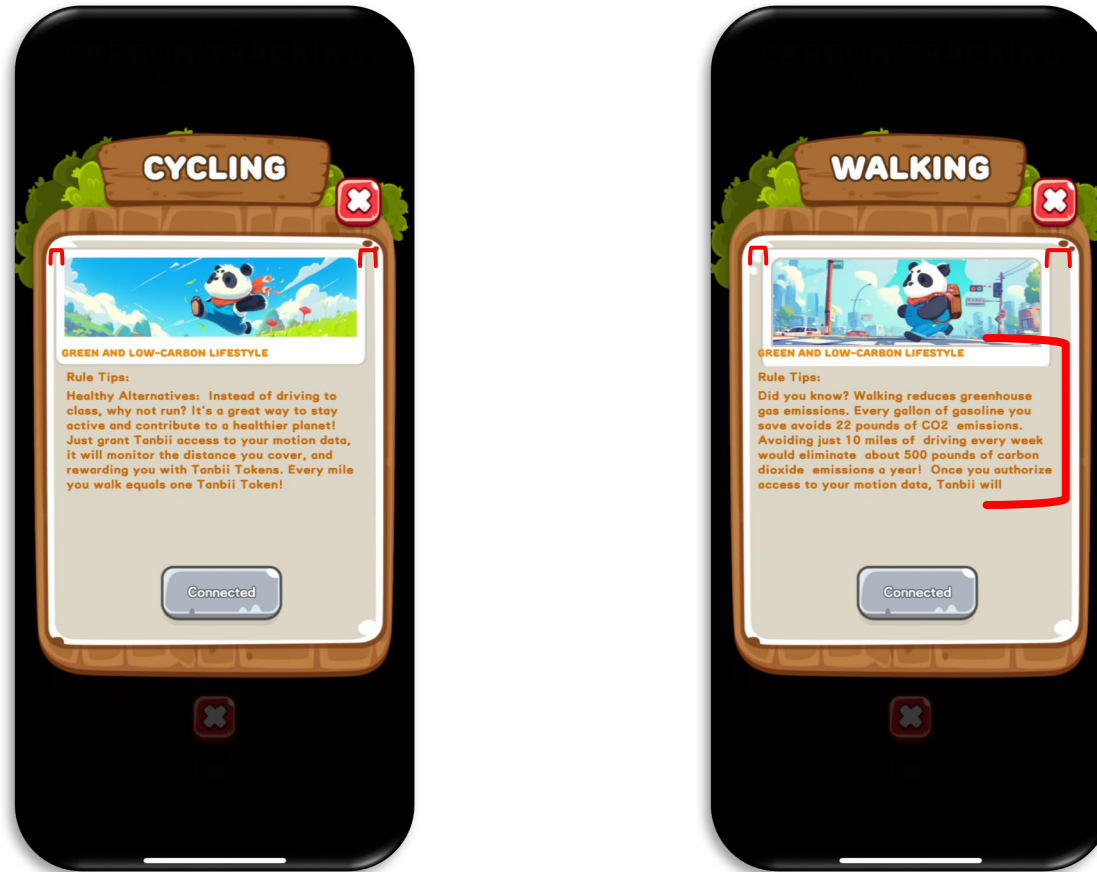 CARBON TRACKING
CYCLING
GREEN AND LOW-CARBON LIFESTYLE
Rule Tips:
Healthy Alternatives:  Instead of driving to
class, why not run? It's a great way to stay
active and contribute to a healthier planet!
Just grant Tanbii access to your motion data,
it will monitor the distance you cover, and
rewarding you with Tanbii Tokens. Every mile
you walk equals one Tanbii Token!
Connected
CARBON TRACKING
WALKING
GREEN AND LOW-CARBON LIFESTYLE
Rule Tips:
Did you know? Walking reduces greenhouse
gas emissions. Every gallon of gasoline you
save avoids 22 pounds of CO2  emissions.
Avoiding just 10 miles of  driving every week
would eliminate  about 500 pounds of carbon
dioxide  emissions a year!  Once you authorize
access to your motion data, Tanbii will
Connected